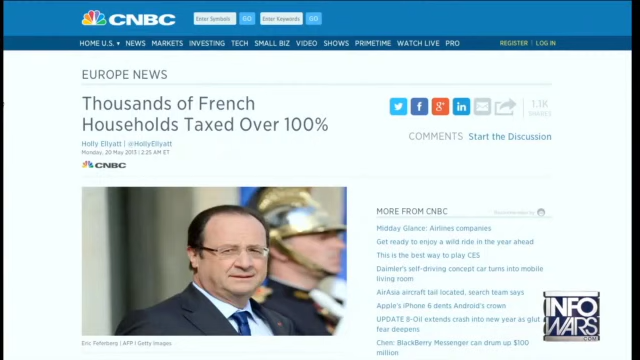 CNBC
Enter Symbols GO Enter Keywords GO
HOME U.S. NEWS MARKETS INVESTING TECH SMALL BIZ VIDEO SHOWS PRIMETIME WATCH LIVE PRO REGISTER | LOG IN
EUROPE NEWS
Thousands of French
Households Taxed Over 100%
Holly Ellyatt | @HollyEllyatt
Monday, 20 May 2013 | 2:25 AM ET
CNBC
1.1K
SHARES
COMMENTS Start the Discussion
Eric Feferberg | AFP | Getty Images
MORE FROM CNBC
Recommended by
Midday Glance: Airlines companies
Get ready to enjoy a wild ride in the year ahead
This is the best way to play CES
Daimler's self-driving concept car turns into mobile
living room
AirAsia aircraft tail located, search team says
Apple's iPhone 6 dents Android's crown
UPDATE 8-Oil extends crash into new year as glut
fear deepens
Chen: BlackBerry Messenger can drum up $100
million
INFO
WARS
.COM